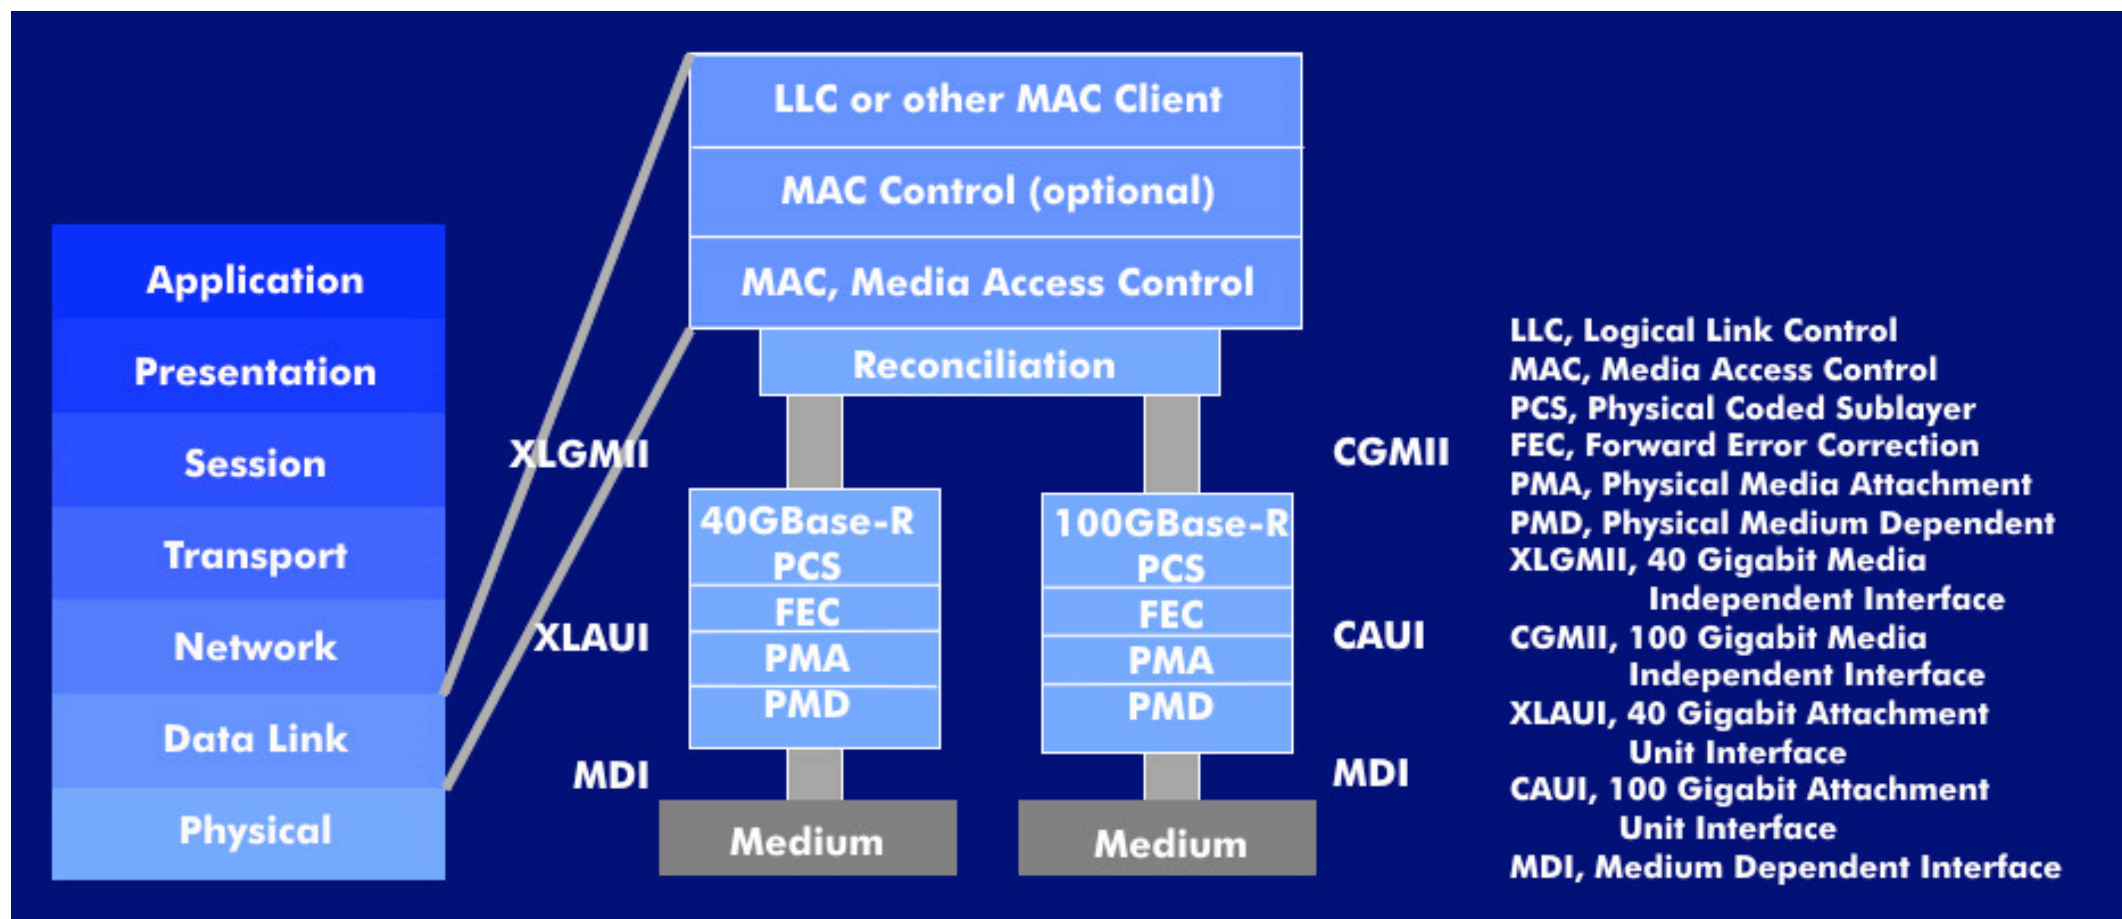 LLC or other MAC Client
MAC Control (optional)
MAC, Media Access Control
Reconciliation
Application
Presentation
Session
Transport
Network
Data Link
Physical
XLGMII
XLAUI
MDI
40GBase-R
PCS
FEC
PMA
PMD
Medium
100GBase-R
PCS
FEC
PMA
PMD
Medium
CGMII
CAUI
MDI
LLC, Logical Link Control
MAC, Media Access Control
PCS, Physical Coded Sublayer
FEC, Forward Error Correction
PMA, Physical Media Attachment
PMD, Physical Medium Dependent
XLGMII, 40 Gigabit Media
Independent Interface
CGMII, 100 Gigabit Media
Independent Interface
XLAUI, 40 Gigabit Attachment
Unit Interface
CAUI, 100 Gigabit Attachment
Unit Interface
MDI, Medium Dependent Interface